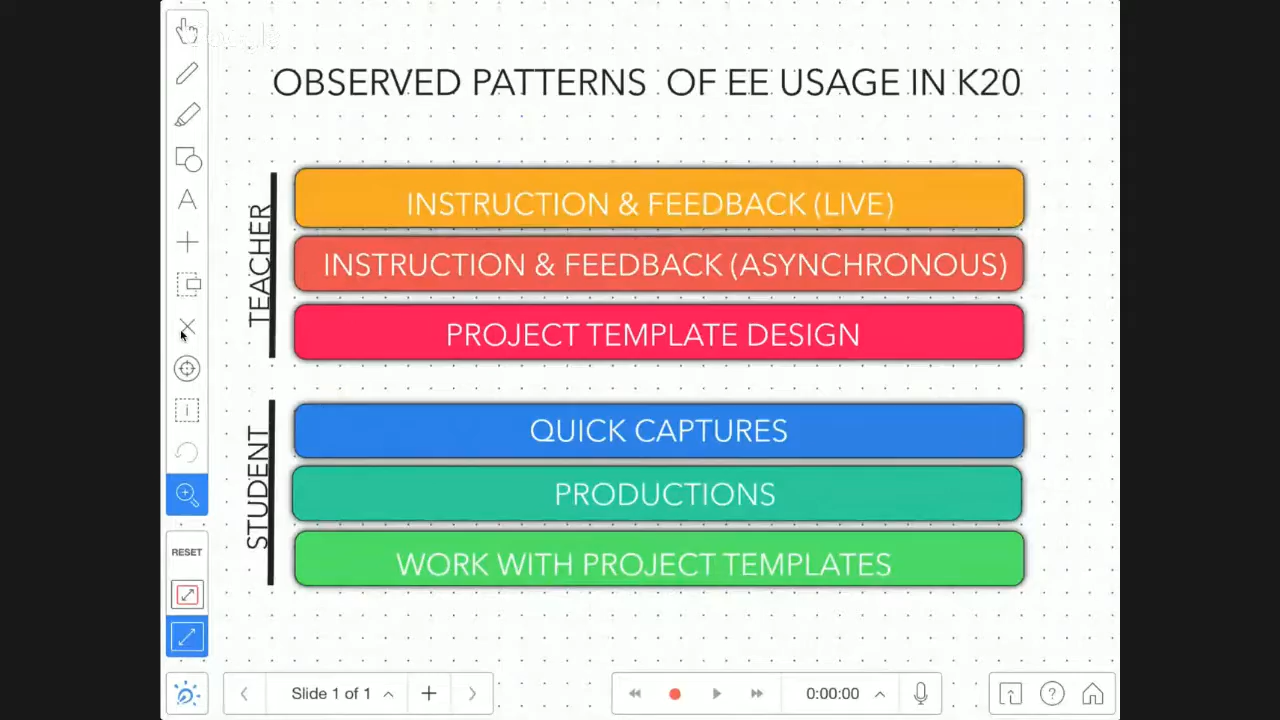 OBSERVED PATTERNS OF EE USAGE IN K20
TEACHER
INSTRUCTION & FEEDBACK (LIVE)
INSTRUCTION & FEEDBACK (ASYNCHRONOUS)
PROJECT TEMPLATE DESIGN
STUDENT
QUICK CAPTURES
PRODUCTIONS
WORK WITH PROJECT TEMPLATES
A
RESET
Slide 1 of 1
0:00:00